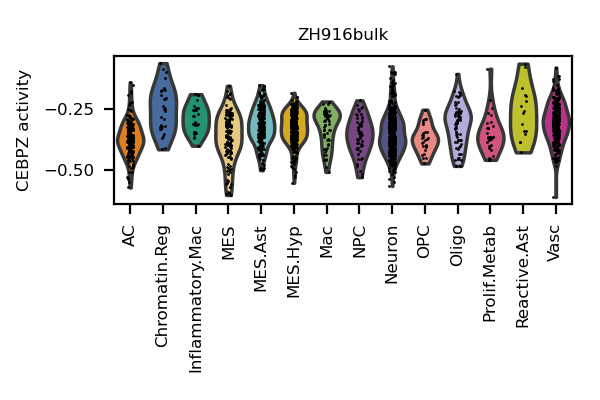 ZH916bulk
CEBPZ activity
−0.25
−0.50
AC
Chromatin.Reg
Inflammatory.Mac
MES
MES.Ast
MES.Hyp
Mac
NPC
Neuron
OPC
Oligo
Prolif.Metab
Reactive.Ast
Vasc